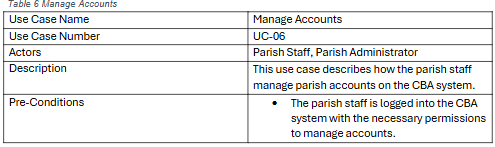 Table 6 Manage Accounts
Use Case Name Manage Accounts
Use Case Number UC-06
Actors Parish Staff, Parish Administrator
Description This use case describes how the parish staff
manage parish accounts on the CBA system.
Pre-Conditions • The parish staff is logged into the CBA
system with the necessary permissions
to manage accounts.